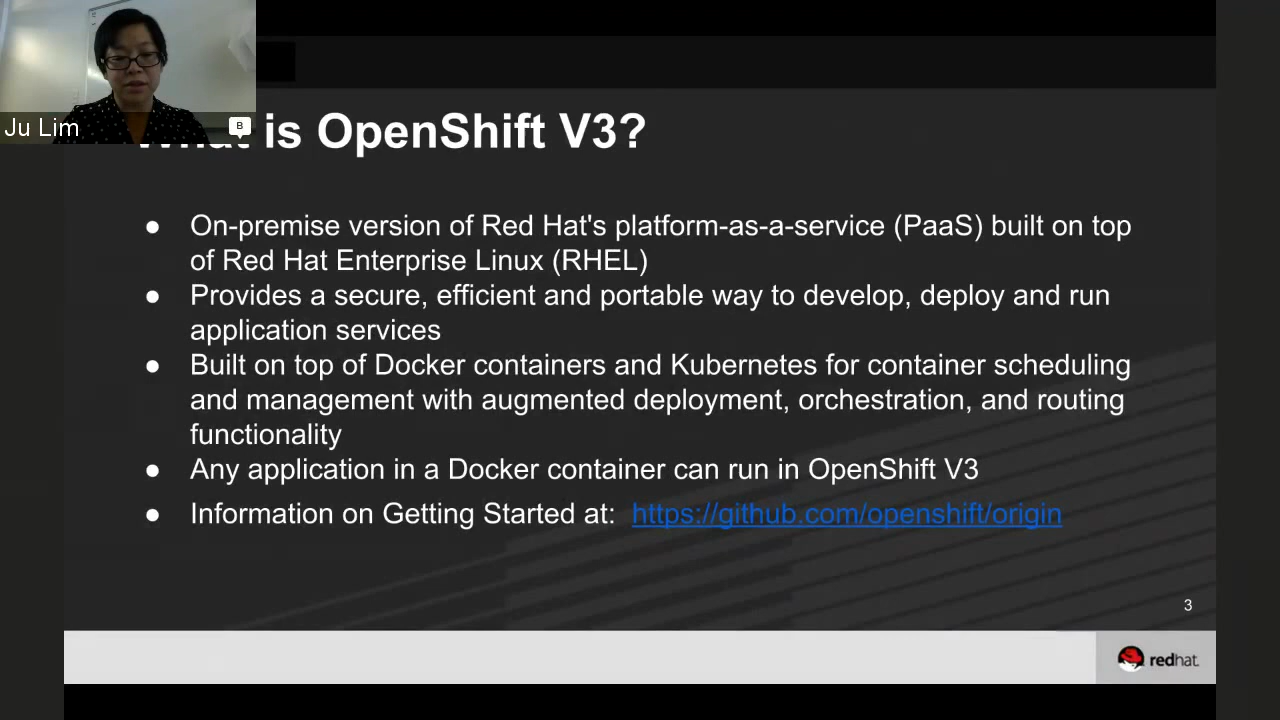 Ju Lim
B
What is OpenShift V3?
● On-premise version of Red Hat's platform-as-a-service (PaaS) built on top
of Red Hat Enterprise Linux (RHEL)
● Provides a secure, efficient and portable way to develop, deploy and run
application services
● Built on top of Docker containers and Kubernetes for container scheduling
and management with augmented deployment, orchestration, and routing
functionality
● Any application in a Docker container can run in OpenShift V3
● Information on Getting Started at: https://github.com/openshift/origin
3
redhat.